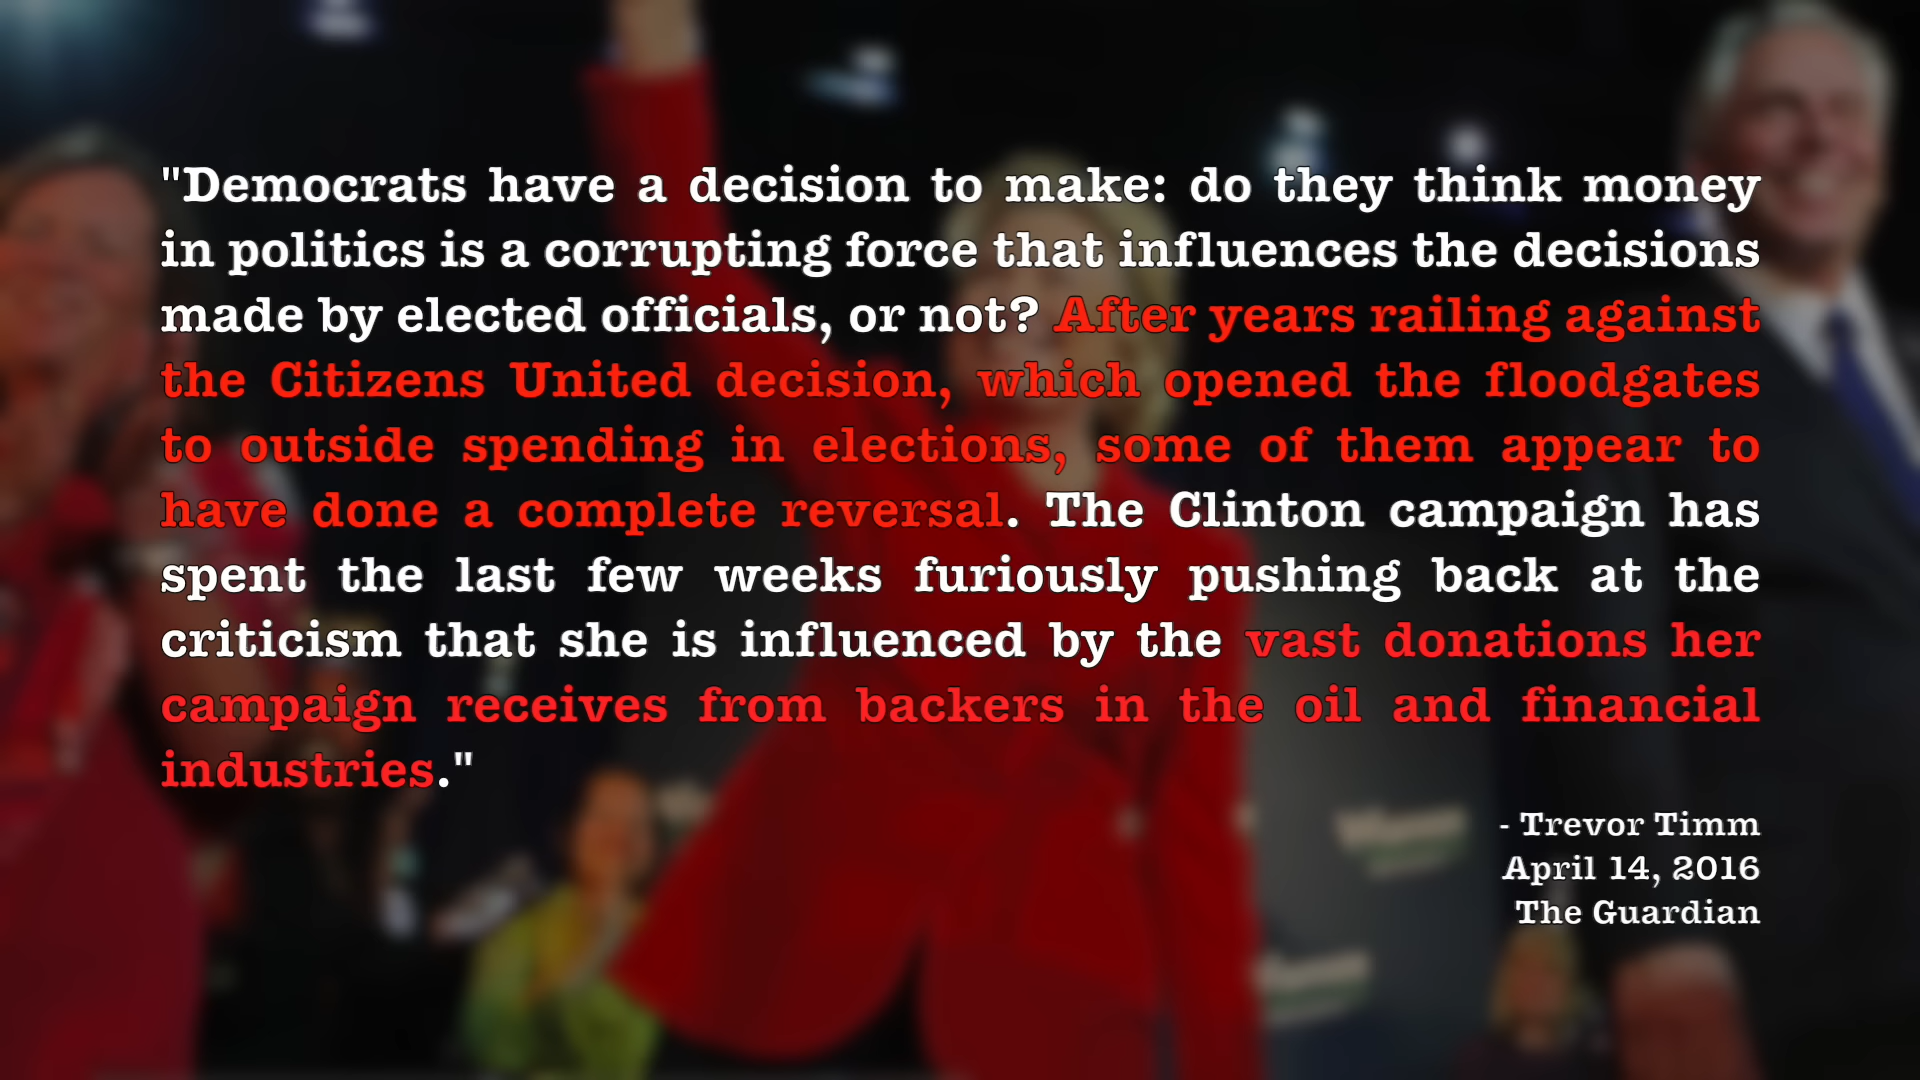 "Democrats have a decision to make: do they think money
in politics is a corrupting force that influences the decisions
made by elected officials, or not? After years railing against
the Citizens United decision, which opened the floodgates
to outside spending in elections, some of them appear to
have done a complete reversal. The Clinton campaign has
spent the last few weeks furiously pushing back at the
criticism that she is influenced by the vast donations her
campaign receives from backers in the oil and financial
industries."
- Trevor Timm
April 14, 2016
The Guardian